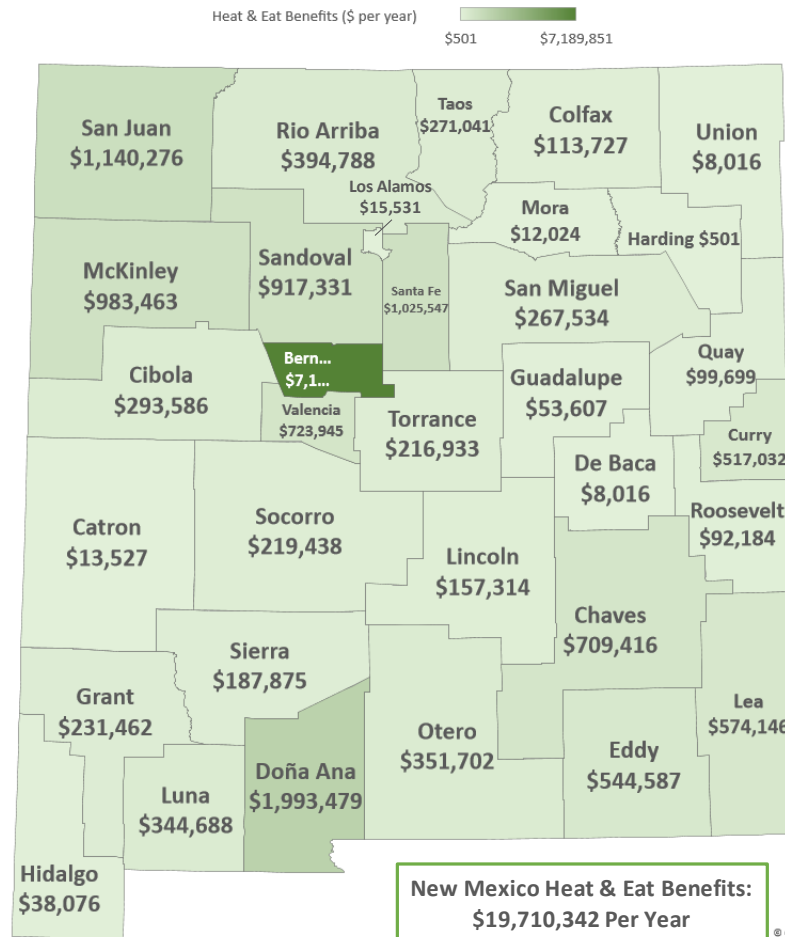 Heat & Eat Benefits ($ per year)
$501
$7,189,851
San Juan
$1,140,276
Rio Arriba
$394,788
Taos
$271,041
Colfax
$113,727
Union
$8,016
Los Alamos
$15,531
Mora
$12,024
Harding $501
McKinley
$983,463
Sandoval
$917,331
Santa Fe
$1,025,547
San Miguel
$267,534
Quay
$99,699
Bern...
$7,1...
Cibola
$293,586
Valencia
$723,945
Torrance
$216,933
Guadalupe
$53,607
Curry
$517,032
De Baca
$8,016
Roosevelt
$92,184
Catron
$13,527
Socorro
$219,438
Lincoln
$157,314
Chaves
$709,416
Sierra
$187,875
Grant
$231,462
Lea
$574,146
Otero
$351,702
Eddy
$544,587
Doña Ana
$1,993,479
Luna
$344,688
Hidalgo
$38,076
New Mexico Heat & Eat Benefits:
$19,710,342 Per Year
©